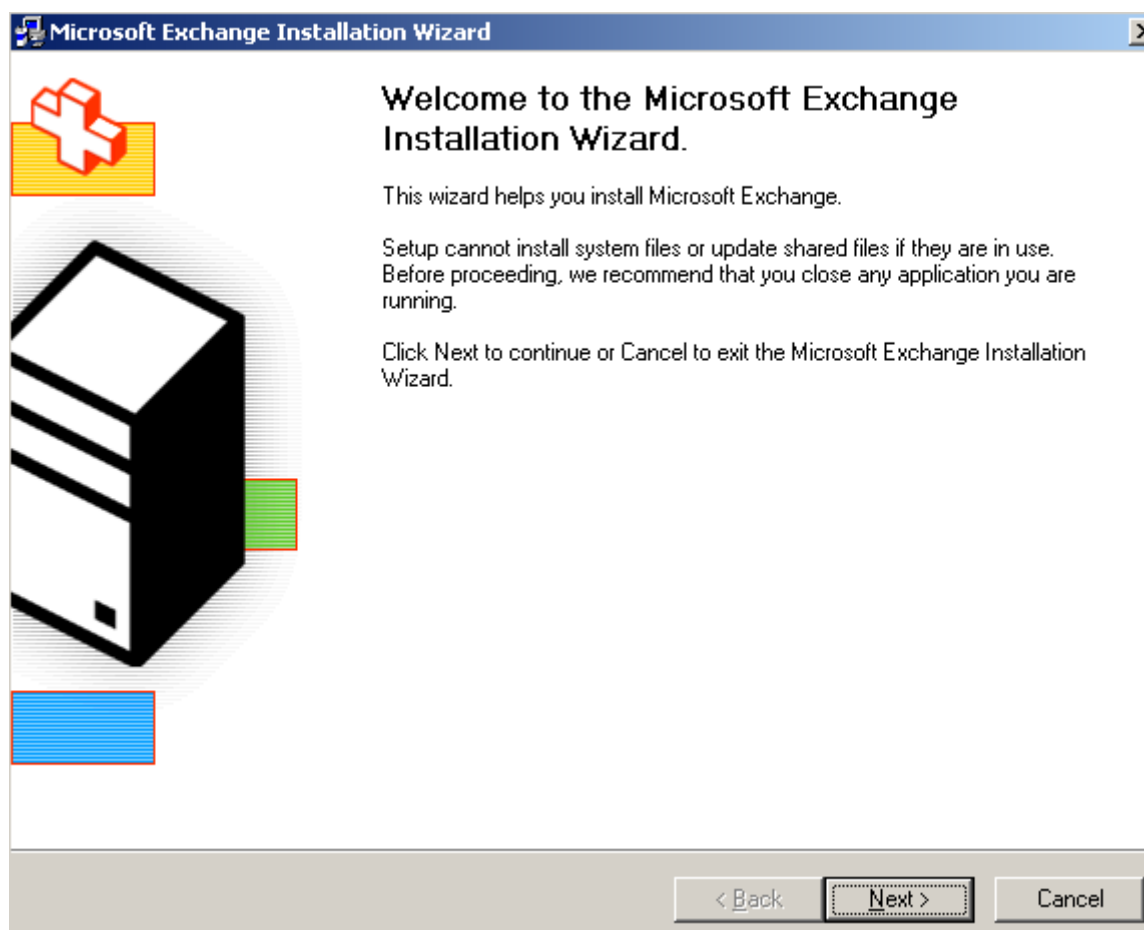 Microsoft Exchange Installation Wizard
Welcome to the Microsoft Exchange
Installation Wizard.
This wizard helps you install Microsoft Exchange.
Setup cannot install system files or update shared files if they are in use.
Before proceeding, we recommend that you close any application you are
running.
Click Next to continue or Cancel to exit the Microsoft Exchange Installation
Wizard.
< Back
Next >
Cancel